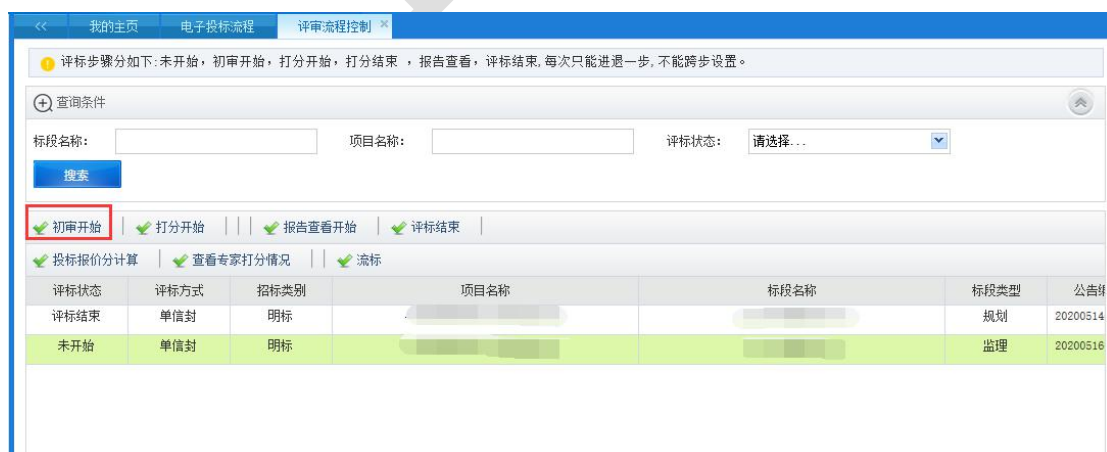 << 我的主页 电子投标流程 评审流程控制 ×
评标步骤分如下:未开始，初审开始，打分开始，打分结束 ，报告查看，评标结束,每次只能进退一步,不能跨步设置。
查询条件
标段名称： 项目名称： 评标状态： 请选择...
搜索
初审开始 打分开始 报告查看开始 评标结束
投标报价分计算 查看专家打分情况 流标
评标状态 评标方式 招标类别 项目名称 标段名称 标段类型 公告
评标结束 单信封 明标 规划 20200514
未开始 单信封 明标 监理 20200516